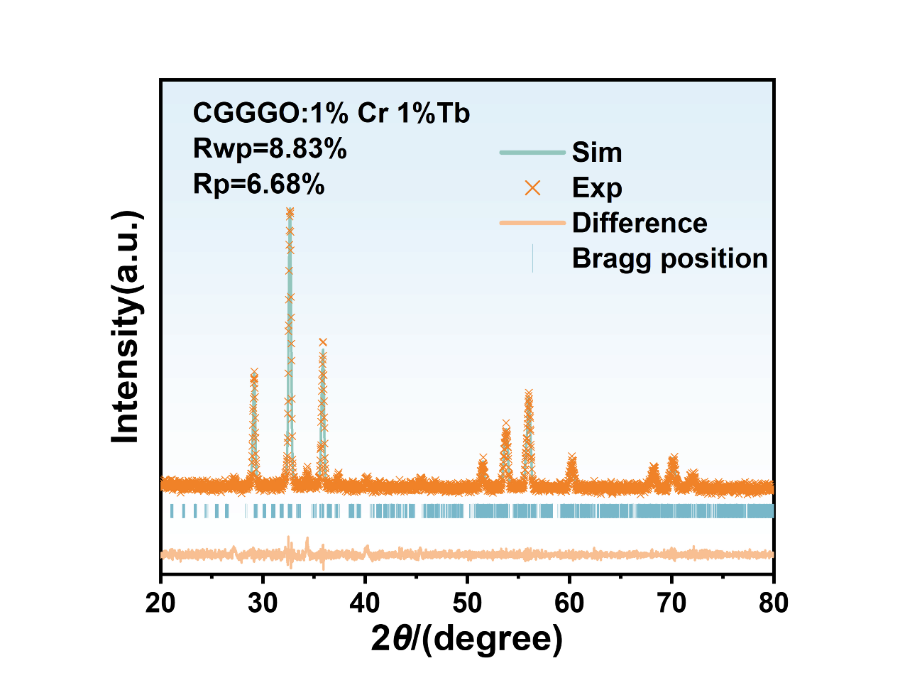 CGGGO:1% Cr 1%Tb
Rwp=8.83%
Rp=6.68%
Sim
Exp
Difference
Bragg position
Intensity(a.u.)
20 30 40 50 60 70 80
2θ/(degree)